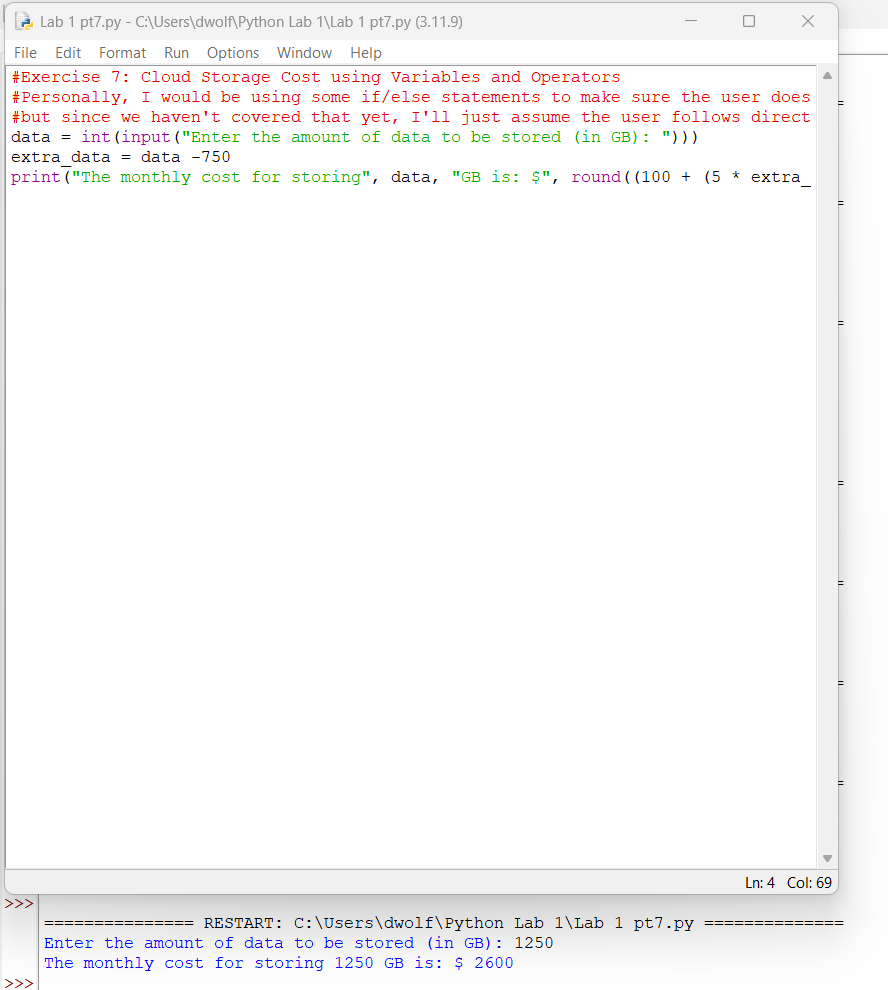 Lab 1 pt7.py - C:\Users\dwolf\Python Lab 1\Lab 1 pt7.py (3.11.9)
File Edit Format Run Options Window Help
#Exercise 7: Cloud Storage Cost using Variables and Operators
#Personally, I would be using some if/else statements to make sure the user does
#but since we haven't covered that yet, I'll just assume the user follows direct
data = int(input("Enter the amount of data to be stored (in GB): ")))
extra_data = data -750
print("The monthly cost for storing", data, "GB is: $", round((100 + (5 * extra_
Ln: 4 Col: 69
>>>
=============== RESTART: C:\Users\dwolf\Python Lab 1\Lab 1 pt7.py ==============
Enter the amount of data to be stored (in GB): 1250
The monthly cost for storing 1250 GB is: $ 2600
>>>